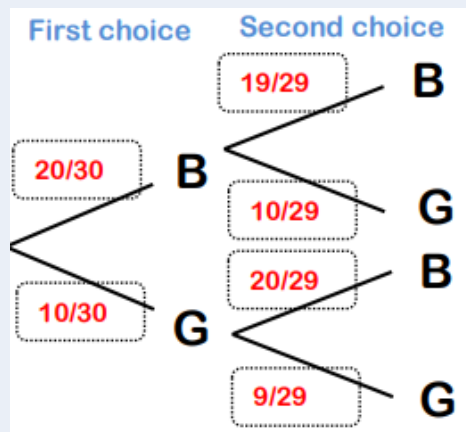 First choice
Second choice
19/29
B
20/30
B
10/29
G
20/29
B
10/30
G
9/29
G